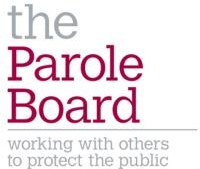 the
Parole
Board
working with others
to protect the public